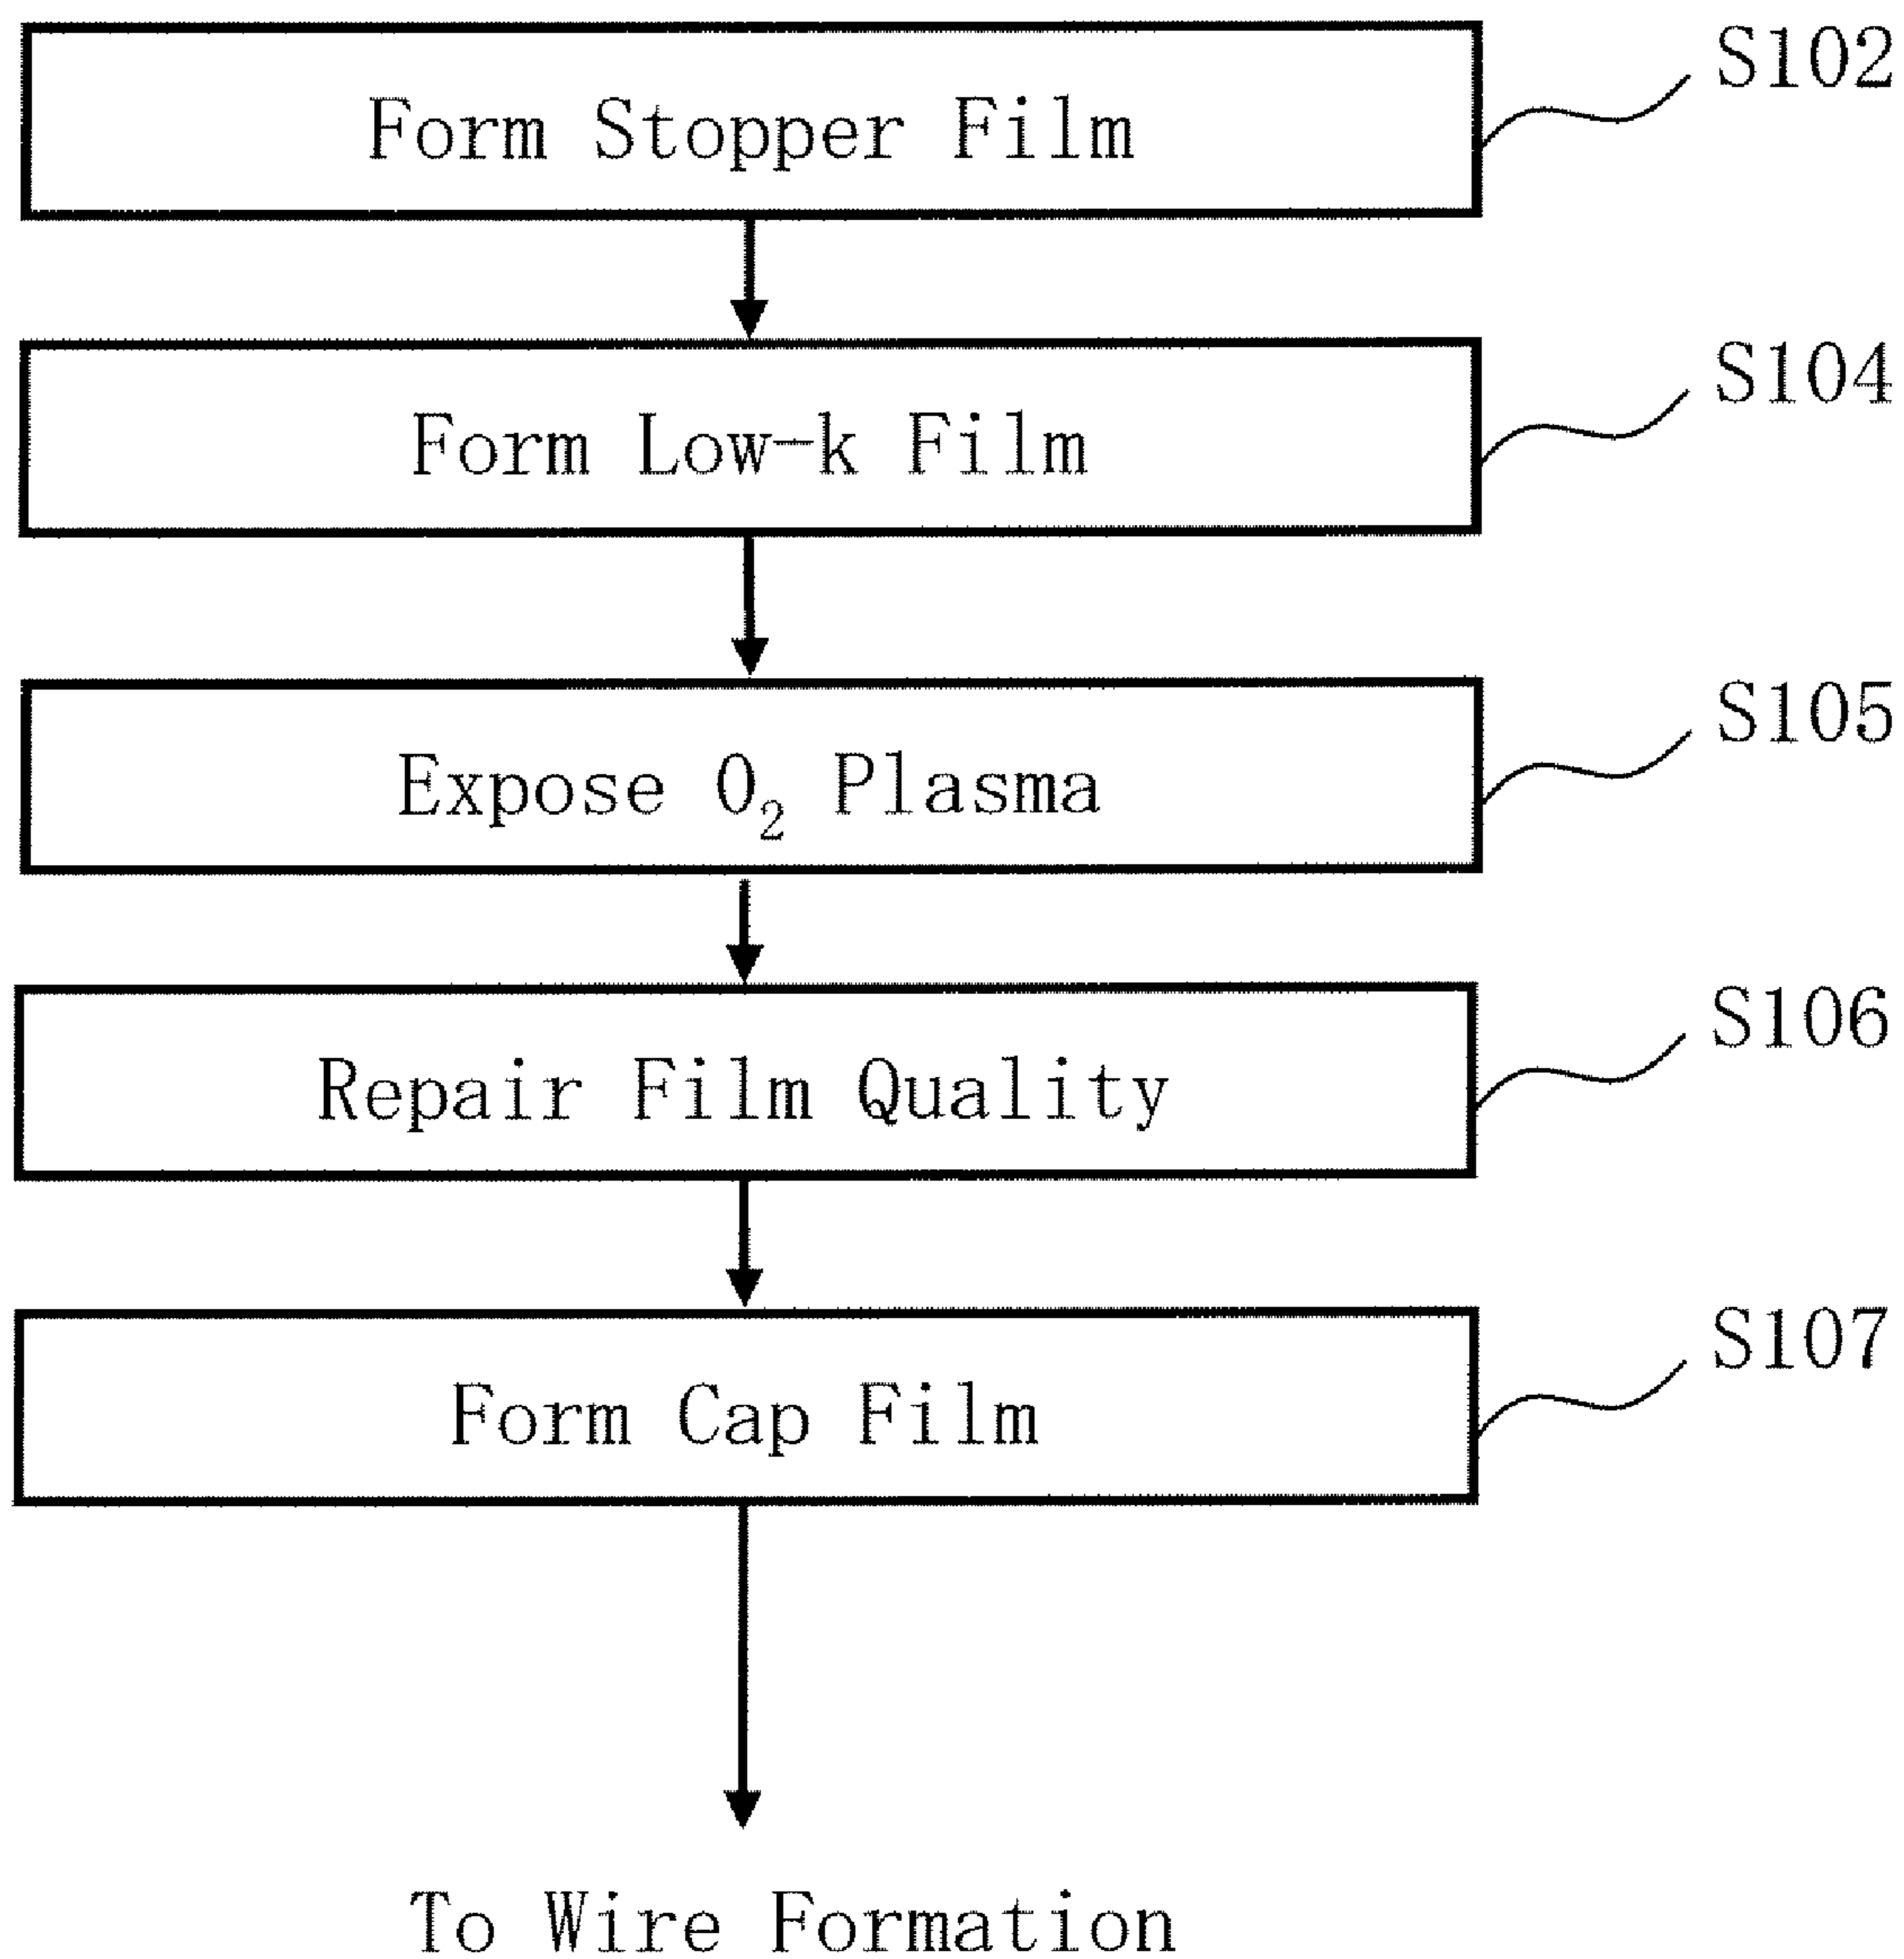 S102
Form Stopper Film
S104
Form Low-k Film
S105
Expose O₂ Plasma
S106
Repair Film Quality
S107
Form Cap Film
To Wire Formation